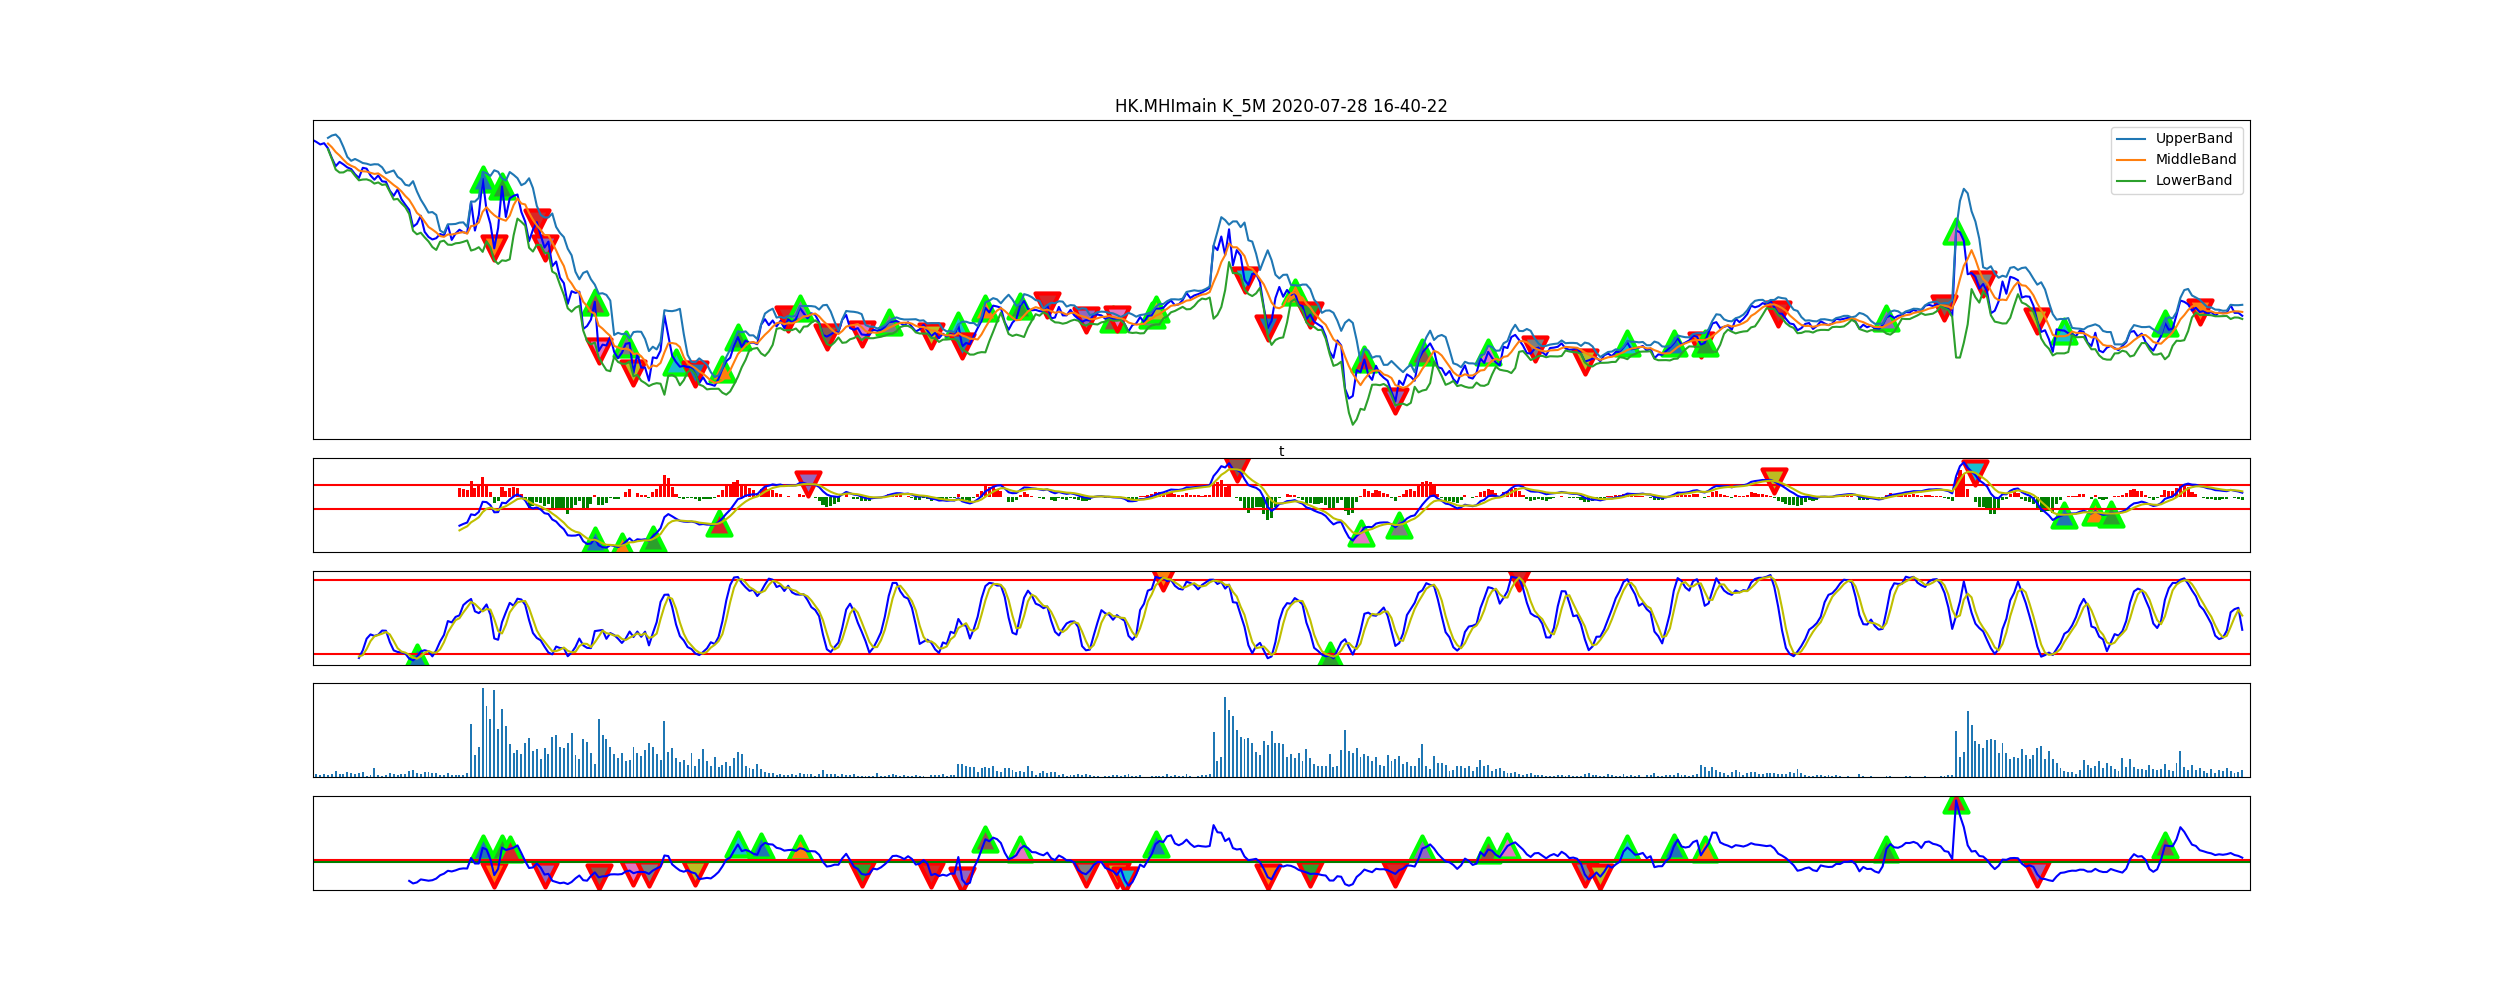 HK.MHImain K_5M 2020-07-28 16-40-22
UpperBand
MiddleBand
LowerBand
t